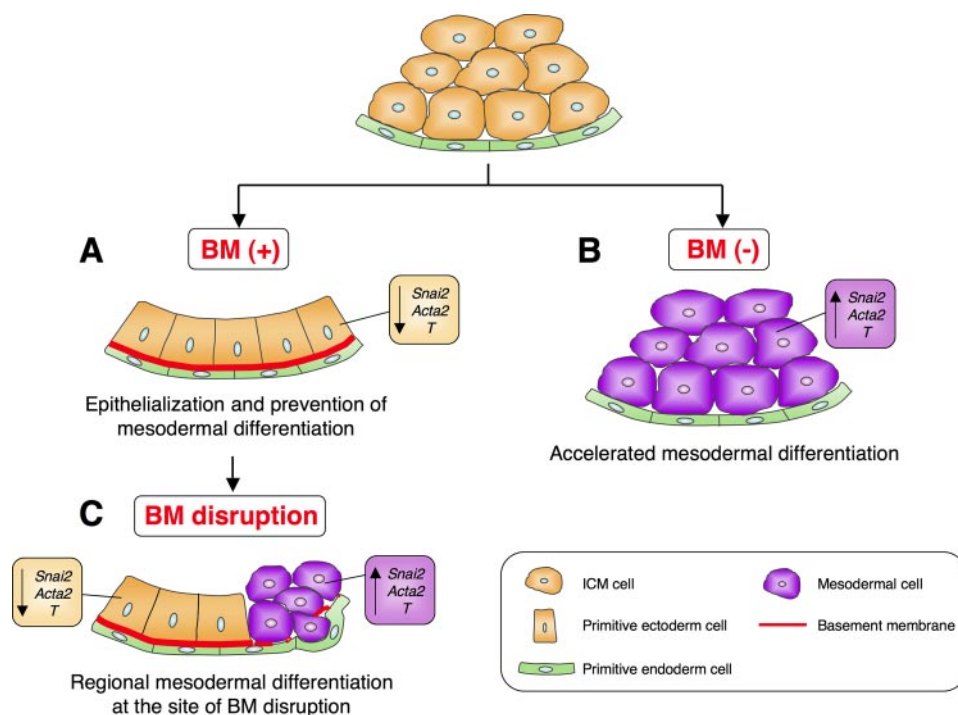 A
BM (+)
Snai2
Acta2
T
Epithelialization and prevention of
mesodermal differentiation
B
BM (-)
Snai2
Acta2
T
Accelerated mesodermal differentiation
C
BM disruption
Snai2
Acta2
T
Snai2
Acta2
T
Regional mesodermal differentiation
at the site of BM disruption
ICM cell
Primitive ectoderm cell
Primitive endoderm cell
Mesodermal cell
Basement membrane